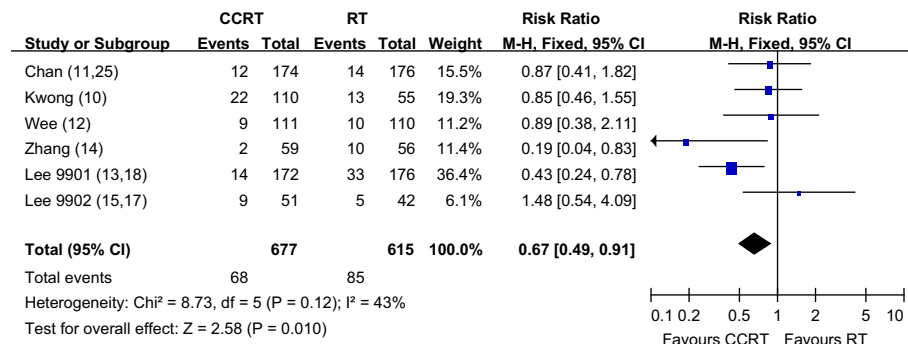 CCRT RT Risk Ratio Risk Ratio
Study or Subgroup Events Total Events Total Weight M-H, Fixed, 95% CI M-H, Fixed, 95% CI
Chan (11,25) 12 174 14 176 15.5% 0.87 [0.41, 1.82]
Kwong (10) 22 110 13 55 19.3% 0.85 [0.46, 1.55]
Wee (12) 9 111 10 110 11.2% 0.89 [0.38, 2.11]
Zhang (14) 2 59 10 56 11.4% 0.19 [0.04, 0.83]
Lee 9901 (13,18) 14 172 33 176 36.4% 0.43 [0.24, 0.78]
Lee 9902 (15,17) 9 51 5 42 6.1% 1.48 [0.54, 4.09]
Total (95% CI) 677 615 100.0% 0.67 [0.49, 0.91]
Total events 68 85
Heterogeneity: Chi² = 8.73, df = 5 (P = 0.12); I² = 43%
Test for overall effect: Z = 2.58 (P = 0.010)
0.1 0.2 0.5 1 2 5 10
Favours CCRT Favours RT